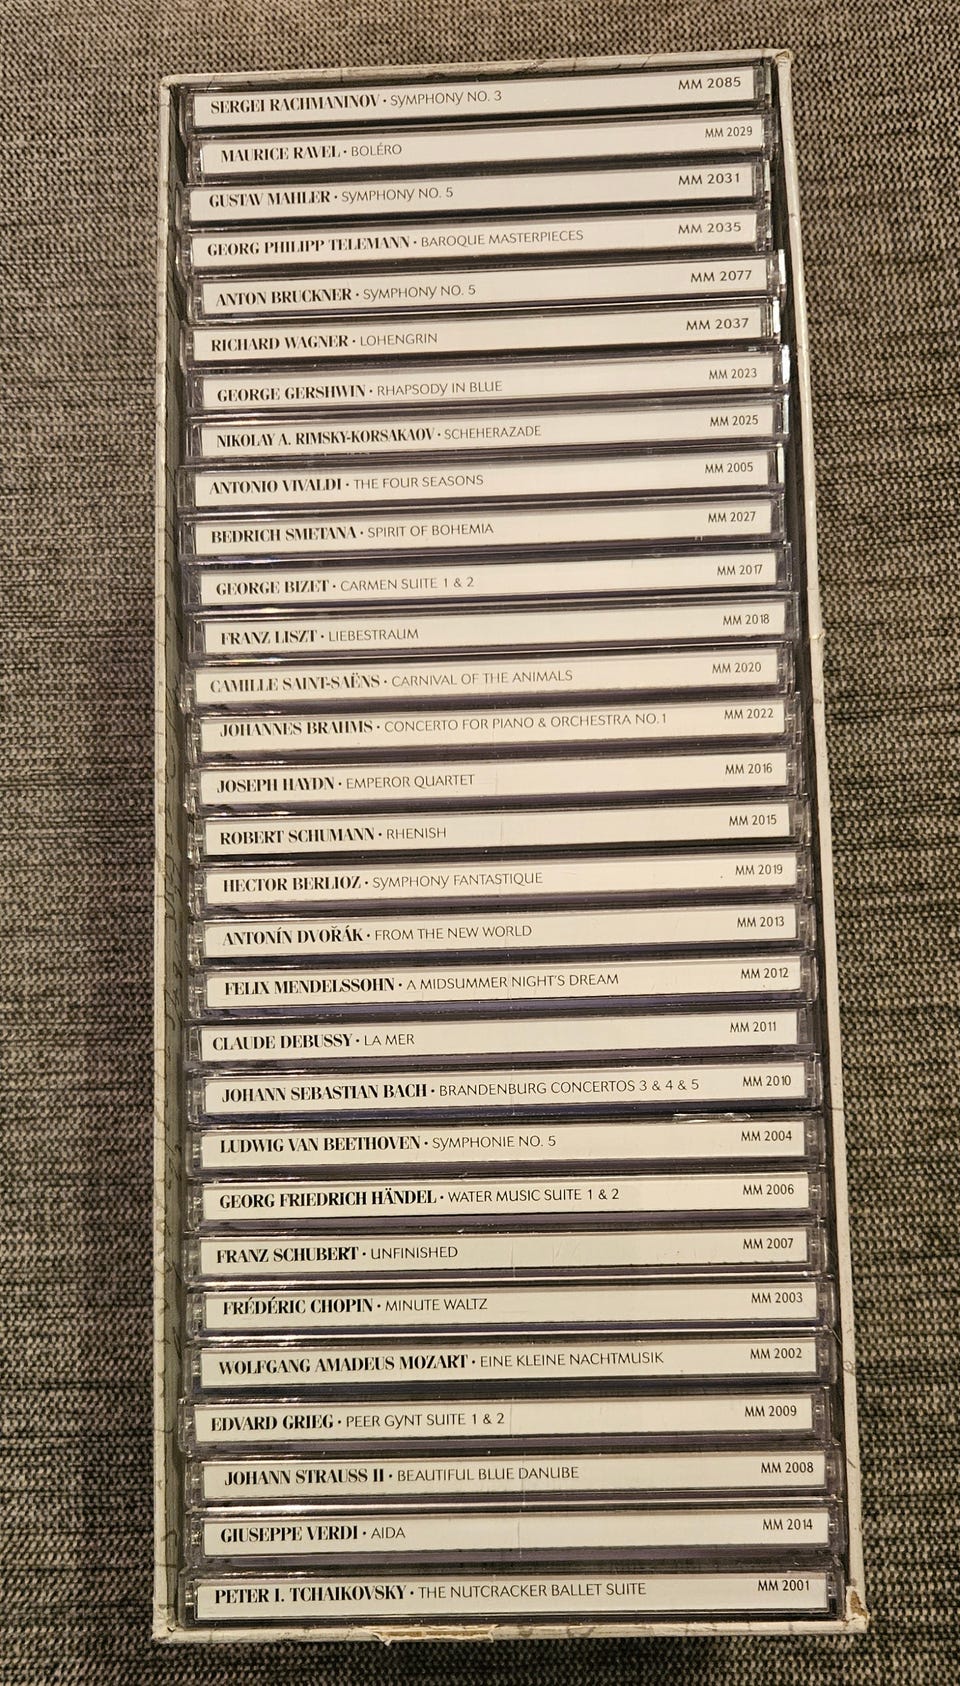 SERGEI RACHMANINOV • SYMPHONY NO. 3 MM 2085
MAURICE RAVEL • BOLÉRO MM 2029
GUSTAV MAHLER • SYMPHONY NO. 5 MM 2031
GEORG PHILIPP TELEMANN • BAROQUE MASTERPIECES MM 2035
ANTON BRUCKNER • SYMPHONY NO. 5 MM 2077
RICHARD WAGNER • LOHENGRIN MM 2037
GEORGE GERSHWIN • RHAPSODY IN BLUE MM 2023
NIKOLAY A. RIMSKY-KORSAKAOV • SCHEHERAZADE MM 2025
ANTONIO VIVALDI • THE FOUR SEASONS MM 2005
BEDRICH SMETANA • SPIRIT OF BOHEMIA MM 2027
GEORGE BIZET • CARMEN SUITE 1 & 2 MM 2017
FRANZ LISZT • LIEBESTRAUM MM 2018
CAMILLE SAINT-SAËNS • CARNIVAL OF THE ANIMALS MM 2020
JOHANNES BRAHMS • CONCERTO FOR PIANO & ORCHESTRA NO.1 MM 2022
JOSEPH HAYDN • EMPEROR QUARTET MM 2016
ROBERT SCHUMANN • RHENISH MM 2015
HECTOR BERLIOZ • SYMPHONY FANTASTIQUE MM 2019
ANTONÍN DVOŘÁK • FROM THE NEW WORLD MM 2013
FELIX MENDELSSOHN • A MIDSUMMER NIGHT'S DREAM MM 2012
CLAUDE DEBUSSY • LA MER MM 2011
JOHANN SEBASTIAN BACH • BRANDENBURG CONCERTOS 3 & 4 & 5 MM 2010
LUDWIG VAN BEETHOVEN • SYMPHONIE NO. 5 MM 2004
GEORG FRIEDRICH HÄNDEL • WATER MUSIC SUITE 1 & 2 MM 2006
FRANZ SCHUBERT • UNFINISHED MM 2007
FRÉDÉRIC CHOPIN • MINUTE WALTZ MM 2003
WOLFGANG AMADEUS MOZART • EINE KLEINE NACHTMUSIK MM 2002
EDVARD GRIEG • PEER GYNT SUITE 1 & 2 MM 2009
JOHANN STRAUSS II • BEAUTIFUL BLUE DANUBE MM 2008
GIUSEPPE VERDI • AIDA MM 2014
PETER I. TCHAIKOVSKY • THE NUTCRACKER BALLET SUITE MM 2001